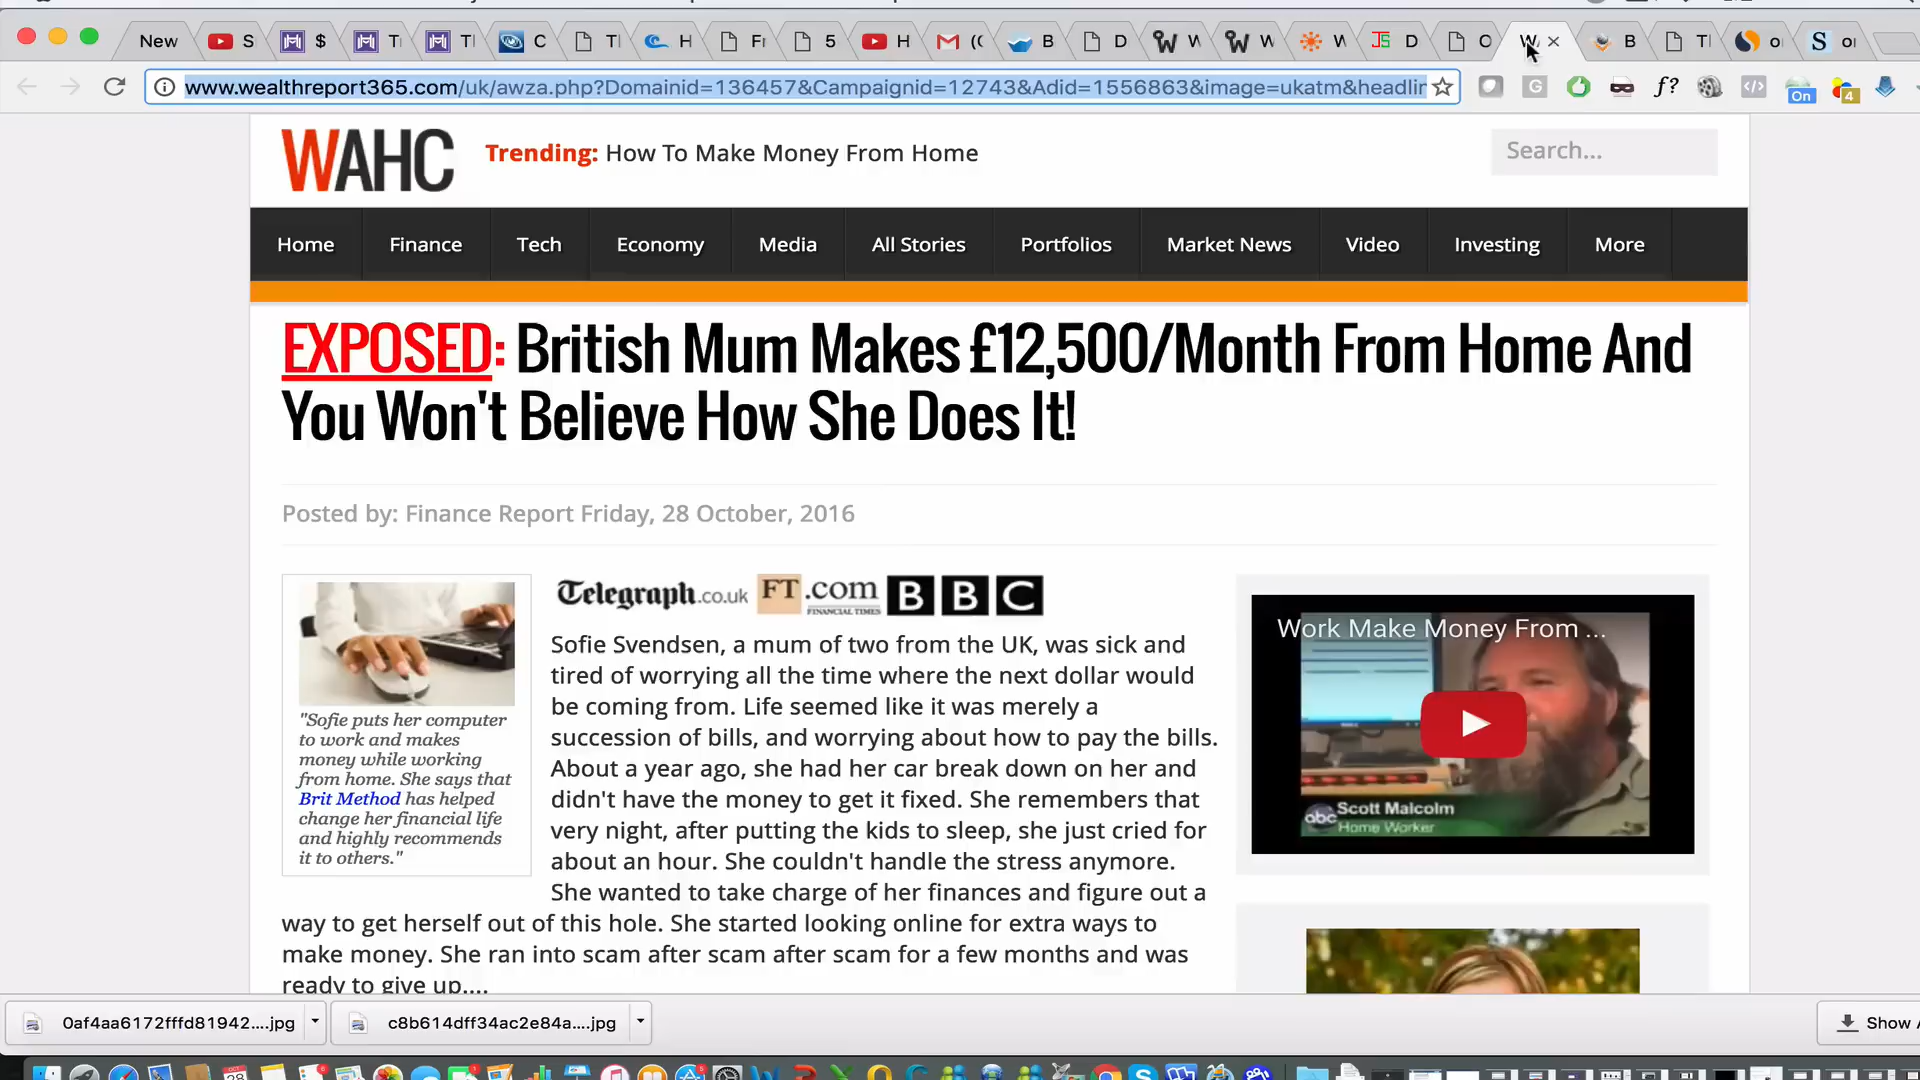 New
S
$
T
T
C
T
H
Fr
5
H
(
B
D
W
W
W
D
O
W
B
T
o
S
o
www.wealthreport365.com/uk/awza.php?Domainid=136457&Campaignid=12743&Adid=1556863&image=ukatm&headlin
G
f?
</>
On
4
WAHC
Trending: How To Make Money From Home
Search...
Home
Finance
Tech
Economy
Media
All Stories
Portfolios
Market News
Video
Investing
More
EXPOSED: British Mum Makes £12,500/Month From Home And
You Won't Believe How She Does It!
Posted by: Finance Report Friday, 28 October, 2016
"Sofie puts her computer
to work and makes
money while working
from home. She says that
Brit Method has helped
change her financial life
and highly recommends
it to others."
Telegraph.co.uk
FT.com
FINANCIAL TIMES
BBC
Sofie Svendsen, a mum of two from the UK, was sick and
tired of worrying all the time where the next dollar would
be coming from. Life seemed like it was merely a
succession of bills, and worrying about how to pay the bills.
About a year ago, she had her car break down on her and
didn't have the money to get it fixed. She remembers that
very night, after putting the kids to sleep, she just cried for
about an hour. She couldn't handle the stress anymore.
She wanted to take charge of her finances and figure out a
way to get herself out of this hole. She started looking online for extra ways to
make money. She ran into scam after scam after scam for a few months and was
ready to give up....
Work Make Money From ...
abc
Scott Malcolm
Home Worker
0af4aa6172fffd81942....jpg
c8b614dff34ac2e84a....jpg
Show